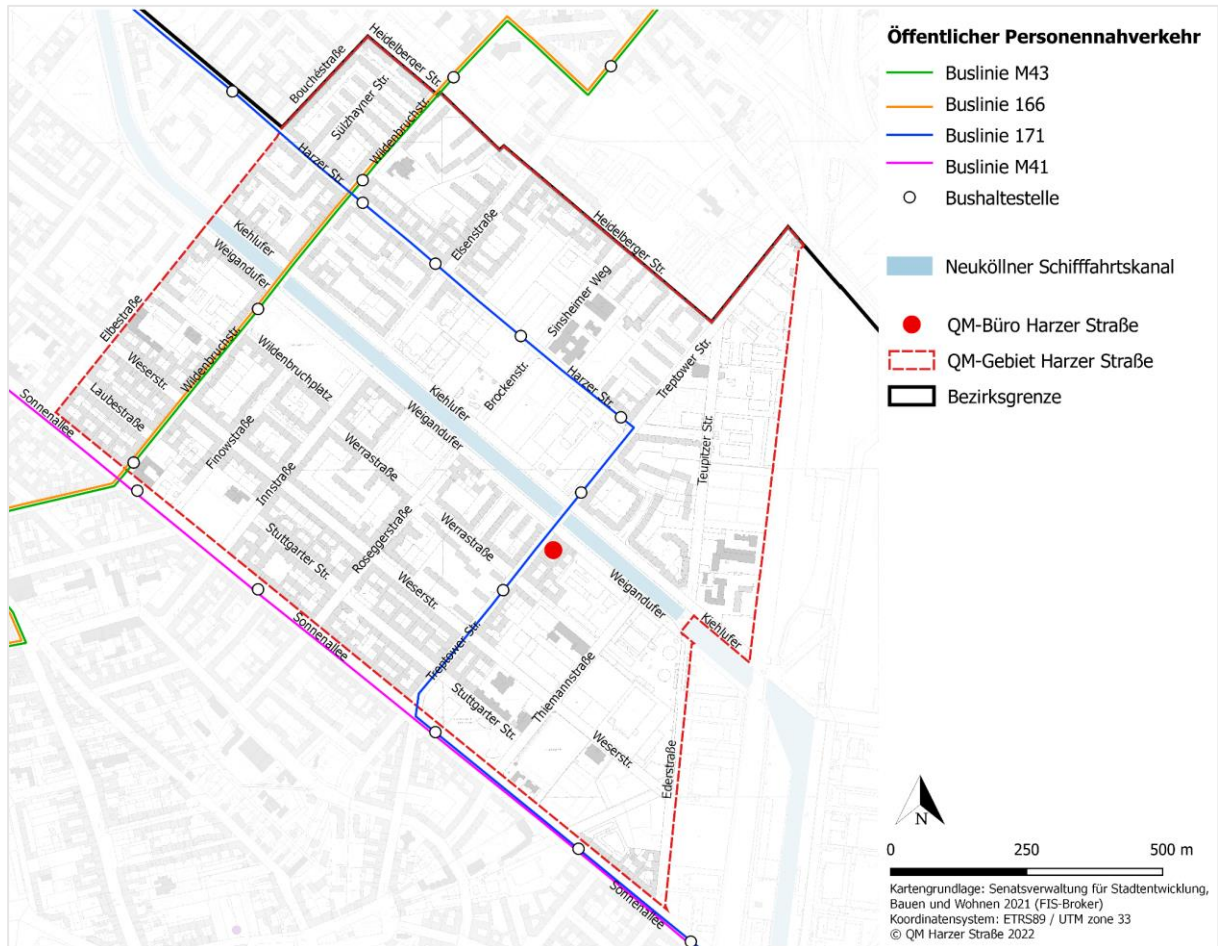 Öffentlicher Personennahverkehr
Buslinie M43
Buslinie 166
Buslinie 171
Buslinie M41
Bushaltestelle
Neuköllner Schifffahrtskanal
QM-Büro Harzer Straße
QM-Gebiet Harzer Straße
Bezirksgrenze
N
0 250 500 m
Kartengrundlage: Senatsverwaltung für Stadtentwicklung,
Bauen und Wohnen 2021 (FIS-Broker)
Koordinatensystem: ETRS89 / UTM zone 33
© QM Harzer Straße 2022
Heidelberger Str.
Bouchéstraße
Sülzhayner Str.
Wildenbruchstr.
Harzer Str.
Elsenstraße
Heidelberger Str.
Kiehlufer
Weigandufer
Sinsheimer Weg
Elbestraße
Wildenbruchstr.
Wildenbruchplatz
Weserstr.
Laubestraße
Sonnenallee
Brockenstr.
Harzer Str.
Treptower Str.
Kiehlufer
Weigandufer
Teupitzer Str.
Finowstraße
Innstraße
Werrastraße
Roseggerstraße
Stuttgarter Str.
Werrastraße
Weserstr.
Weigandufer
Kiehlufer
Sonnenallee
Treptower Str.
Stuttgarter Str.
Thiemannstraße
Weserstr.
Ederstraße
Sonnenallee